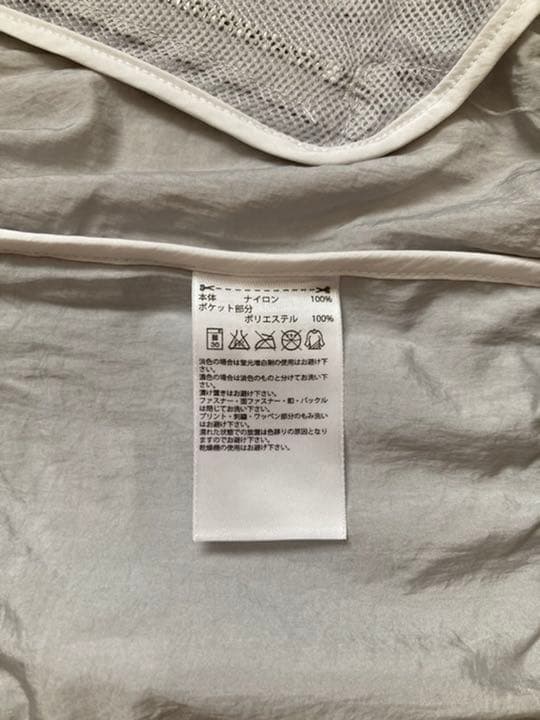 本体 ナイロン 100%
ポケット部分
ポリエステル 100%
30
淡色の場合は蛍光増白剤の使用はお避け下
さい。
濃色の場合は淡色のものと分けてお洗い下
さい。
漬け置きはお避け下さい。
ファスナー・面ファスナー・釦・バックル
は閉じてお洗い下さい。
プリント・刺繍・ワッペン部分のもみ洗い
はお避け下さい。
濡れた状態での放置は色移りの原因となり
ますのでお避け下さい。
乾燥機の使用はお避け下さい。